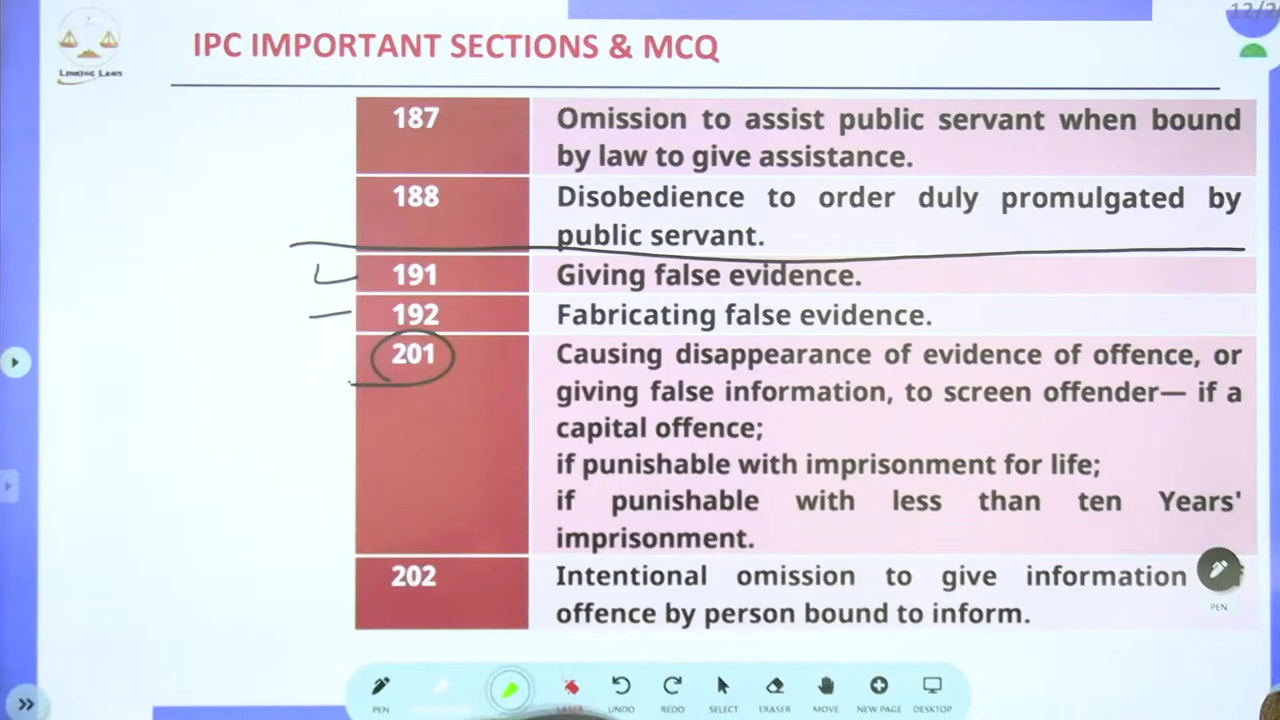 12/2
LINKING LAWS
IPC IMPORTANT SECTIONS & MCQ
187 Omission to assist public servant when bound
by law to give assistance.
188 Disobedience to order duly promulgated by
public servant.
191 Giving false evidence.
192 Fabricating false evidence.
201 Causing disappearance of evidence of offence, or
giving false information, to screen offender— if a
capital offence;
if punishable with imprisonment for life;
if punishable with less than ten Years'
imprisonment.
202 Intentional omission to give information
offence by person bound to inform.
PEN
PEN
LASER
UNDO
REDO
SELECT
ERASER
MOVE
NEW PAGE
DESKTOP